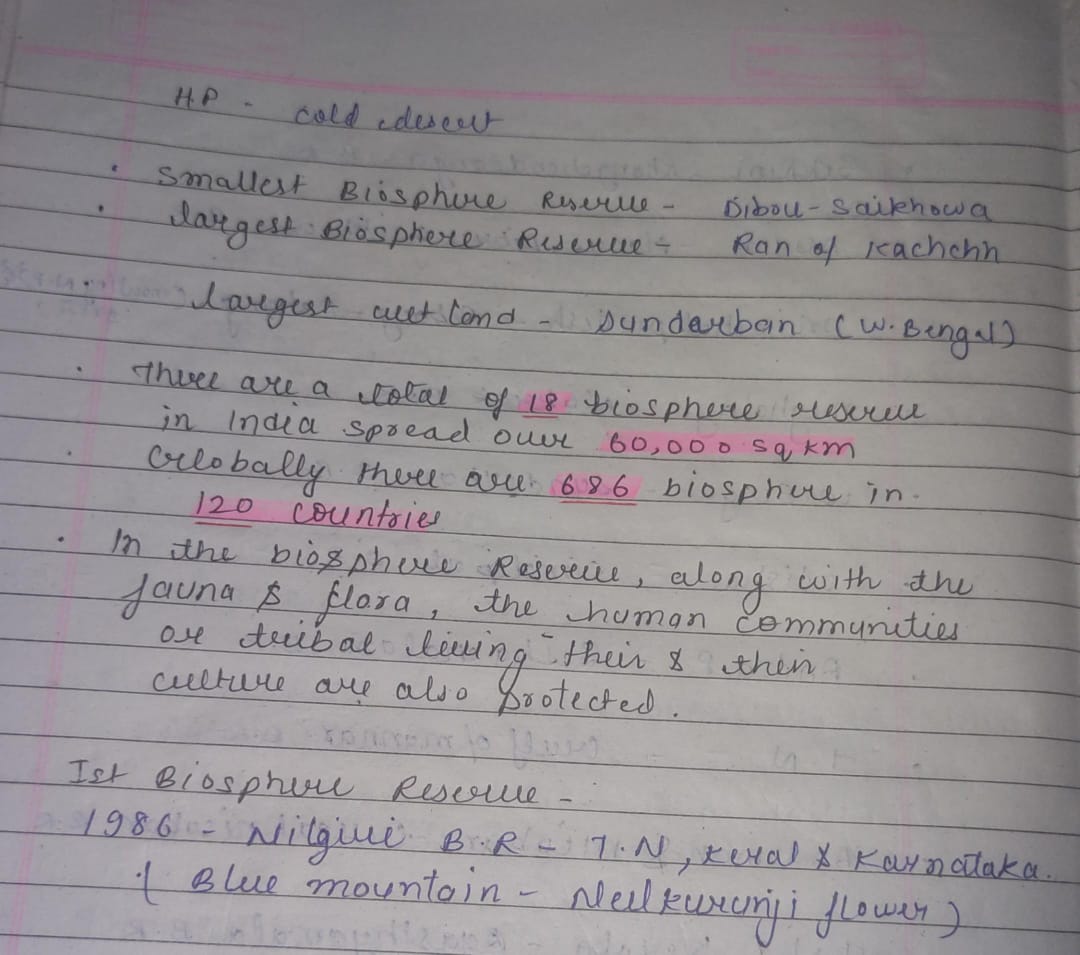 H.P - cold desert
• Smallest Biosphere Reserve - Dibou-Saikhowa
• largest Biosphere Reserve - Ran of Kachchh
• largest wet land - Sundarban (W. Bengal)
• There are a total of 18 biosphere reserve
in India spread over 60,000 sq km
• Globally there are 686 biosphere in
120 countries
• In the biosphere Reserve, along with the
fauna & flora, the human communities
or tribal living their & their
culture are also protected.
Ist Biosphere Reserve -
1986 - Nilgiri B.R - T.N, Keral & Karnataka.
( Blue mountain - Neelkurunji flower)